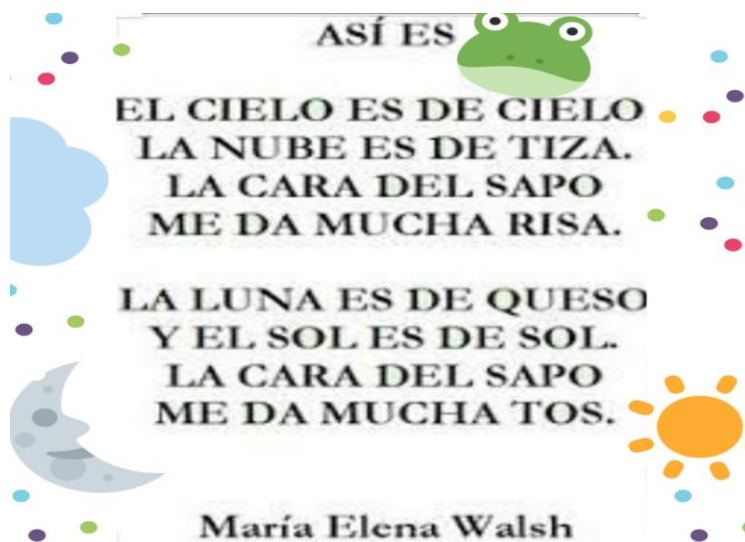 ASÍ ES
EL CIELO ES DE CIELO
LA NUBE ES DE TIZA.
LA CARA DEL SAPO
ME DA MUCHA RISA.
LA LUNA ES DE QUESO
Y EL SOL ES DE SOL.
LA CARA DEL SAPO
ME DA MUCHA TOS.
María Elena Walsh